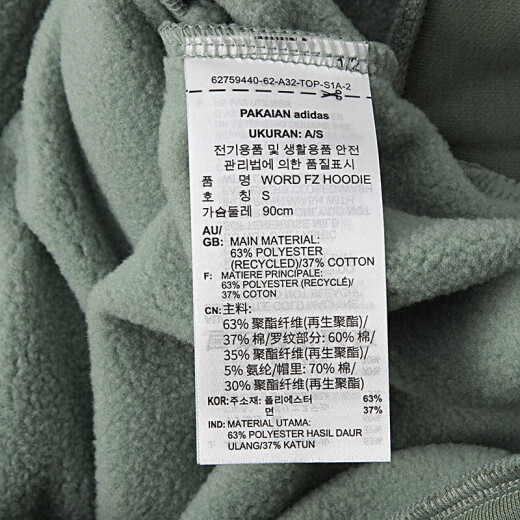 1/2
62759440-62-A32-TOP-S1A-2
PAKAIAN adidas
UKURAN: A/S
전기용품 및 생활용품 안전
관리법에 의한 품질표시
품 명 WORD FZ HOODIE
호 칭 S
가슴둘레 90cm
AU/
GB: MAIN MATERIAL:
63% POLYESTER
(RECYCLED)/37% COTTON
F: MATIERE PRINCIPALE:
63% POLYESTER (RECYCLÉ)/
37% COTON
CN: 主料:
63% 聚酯纤维(再生聚酯)/
37% 棉/罗纹部分: 60% 棉/
35% 聚酯纤维(再生聚酯)/
5% 氨纶/帽里: 70% 棉/
30% 聚酯纤维(再生聚酯)
KOR: 주소재: 폴리에스터 63%
면 37%
IND: MATERIAL UTAMA:
63% POLYESTER HASIL DAUR
ULANG/37% KATUN